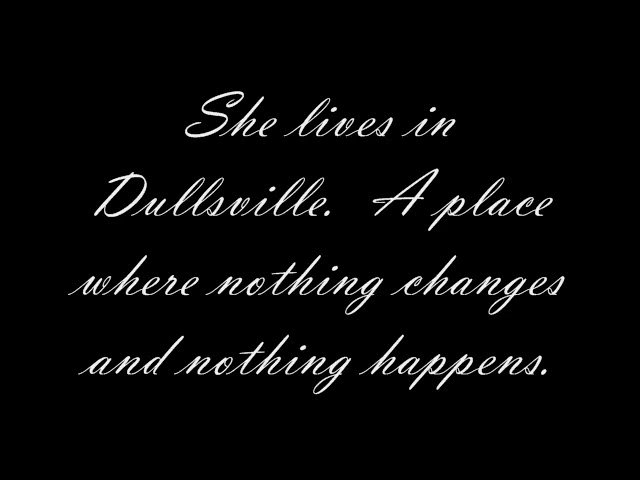 She lives in
Dullsville. A place
where nothing changes
and nothing happens.